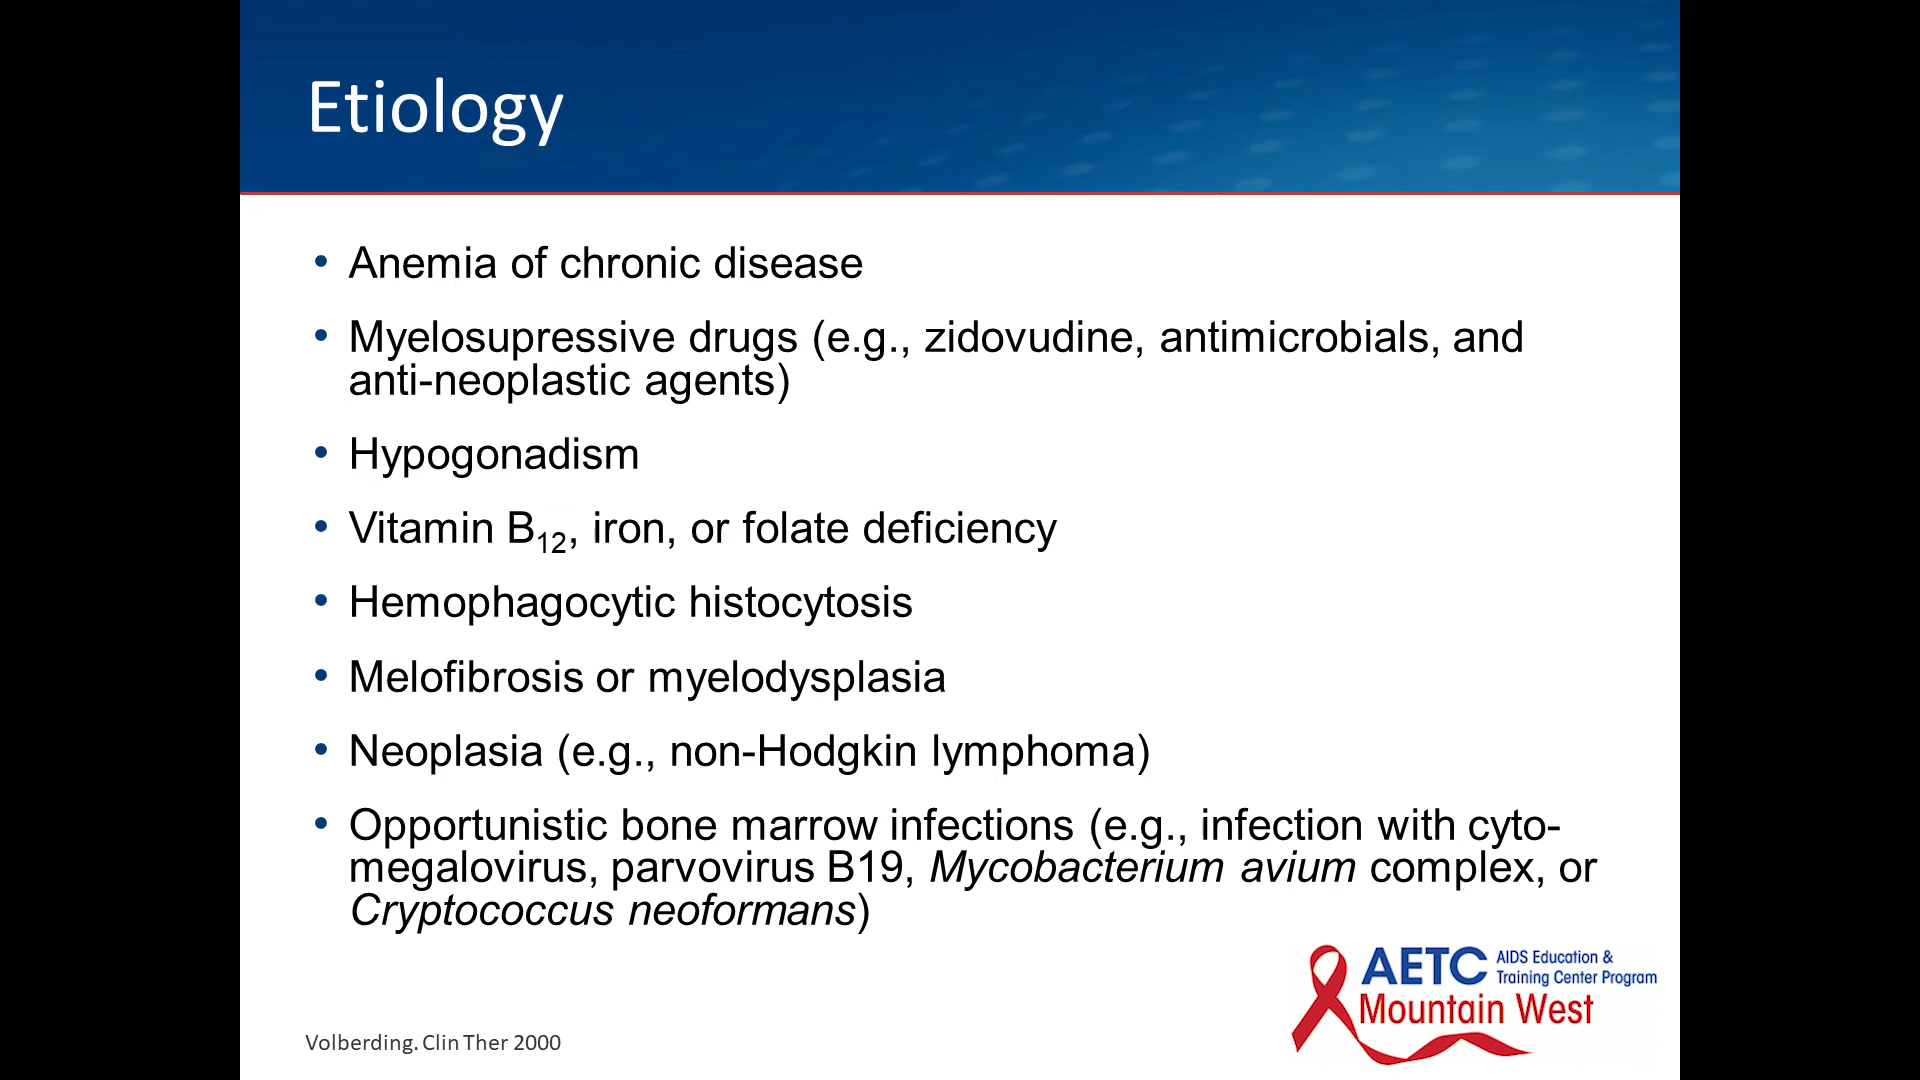 Etiology
• Anemia of chronic disease
• Myelosupressive drugs (e.g., zidovudine, antimicrobials, and
anti-neoplastic agents)
• Hypogonadism
• Vitamin B12, iron, or folate deficiency
• Hemophagocytic histocytosis
• Melofibrosis or myelodysplasia
• Neoplasia (e.g., non-Hodgkin lymphoma)
• Opportunistic bone marrow infections (e.g., infection with cyto-
megalovirus, parvovirus B19, Mycobacterium avium complex, or
Cryptococcus neoformans)
AETC AIDS Education &
Training Center Program
Mountain West
Volberding. Clin Ther 2000